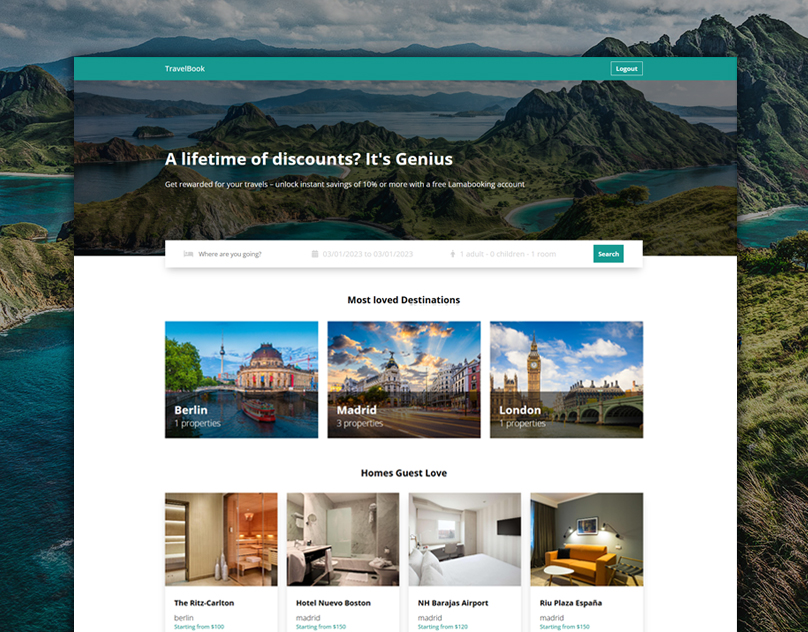 TravelBook
Logout
A lifetime of discounts? It's Genius
Get rewarded for your travels – unlock instant savings of 10% or more with a free Lamabooking account
Where are you going?
03/01/2023 to 03/01/2023
1 adult - 0 children - 1 room
Search
Most loved Destinations
Berlin
1 properties
Madrid
3 properties
London
1 properties
Homes Guest Love
The Ritz-Carlton
berlin
Starting from $100
Hotel Nuevo Boston
madrid
Starting from $150
NH Barajas Airport
madrid
Starting from $120
Riu Plaza España
madrid
Starting from $150